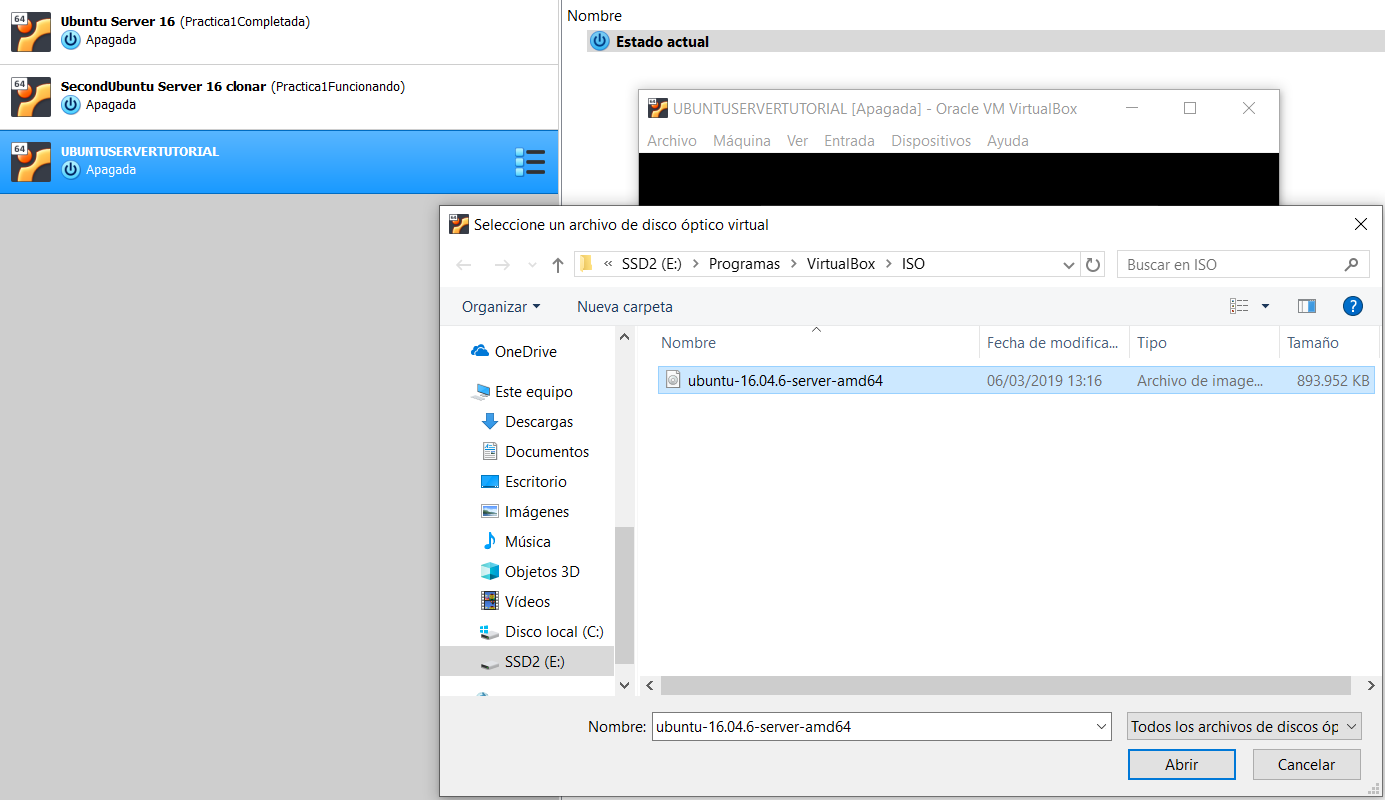 64 Ubuntu Server 16 (Practica1Completada)
Apagada
64 SecondUbuntu Server 16 clonar (Practica1Funcionando)
Apagada
64 UBUNTUSERVERTUTORIAL
Apagada
Nombre
Estado actual
64 UBUNTUSERVERTUTORIAL [Apagada] - Oracle VM VirtualBox
Archivo Máquina Ver Entrada Dispositivos Ayuda
64 Seleccione un archivo de disco óptico virtual
« SSD2 (E:) > Programas > VirtualBox > ISO
Buscar en ISO
Organizar Nueva carpeta
?
OneDrive
Este equipo
Descargas
Documentos
Escritorio
Imágenes
Música
Objetos 3D
Vídeos
Disco local (C:)
SSD2 (E:)
Nombre Fecha de modifica... Tipo Tamaño
ubuntu-16.04.6-server-amd64 06/03/2019 13:16 Archivo de image... 893.952 KB
Nombre: ubuntu-16.04.6-server-amd64 Todos los archivos de discos óp
Abrir Cancelar